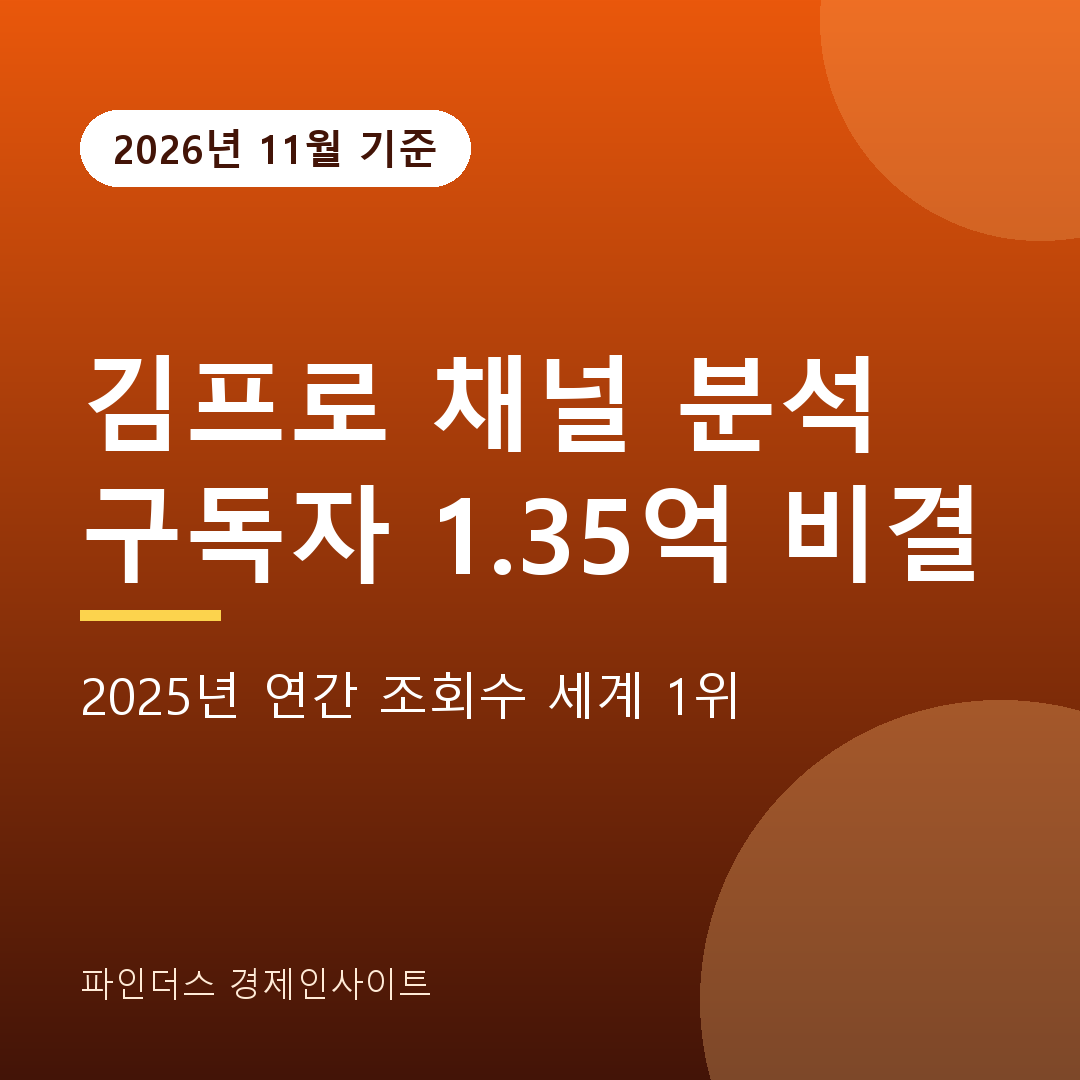 2026년 11월 기준
김프로 채널 분석
구독자 1.35억 비결
2025년 연간 조회수 세계 1위
파인더스 경제인사이트